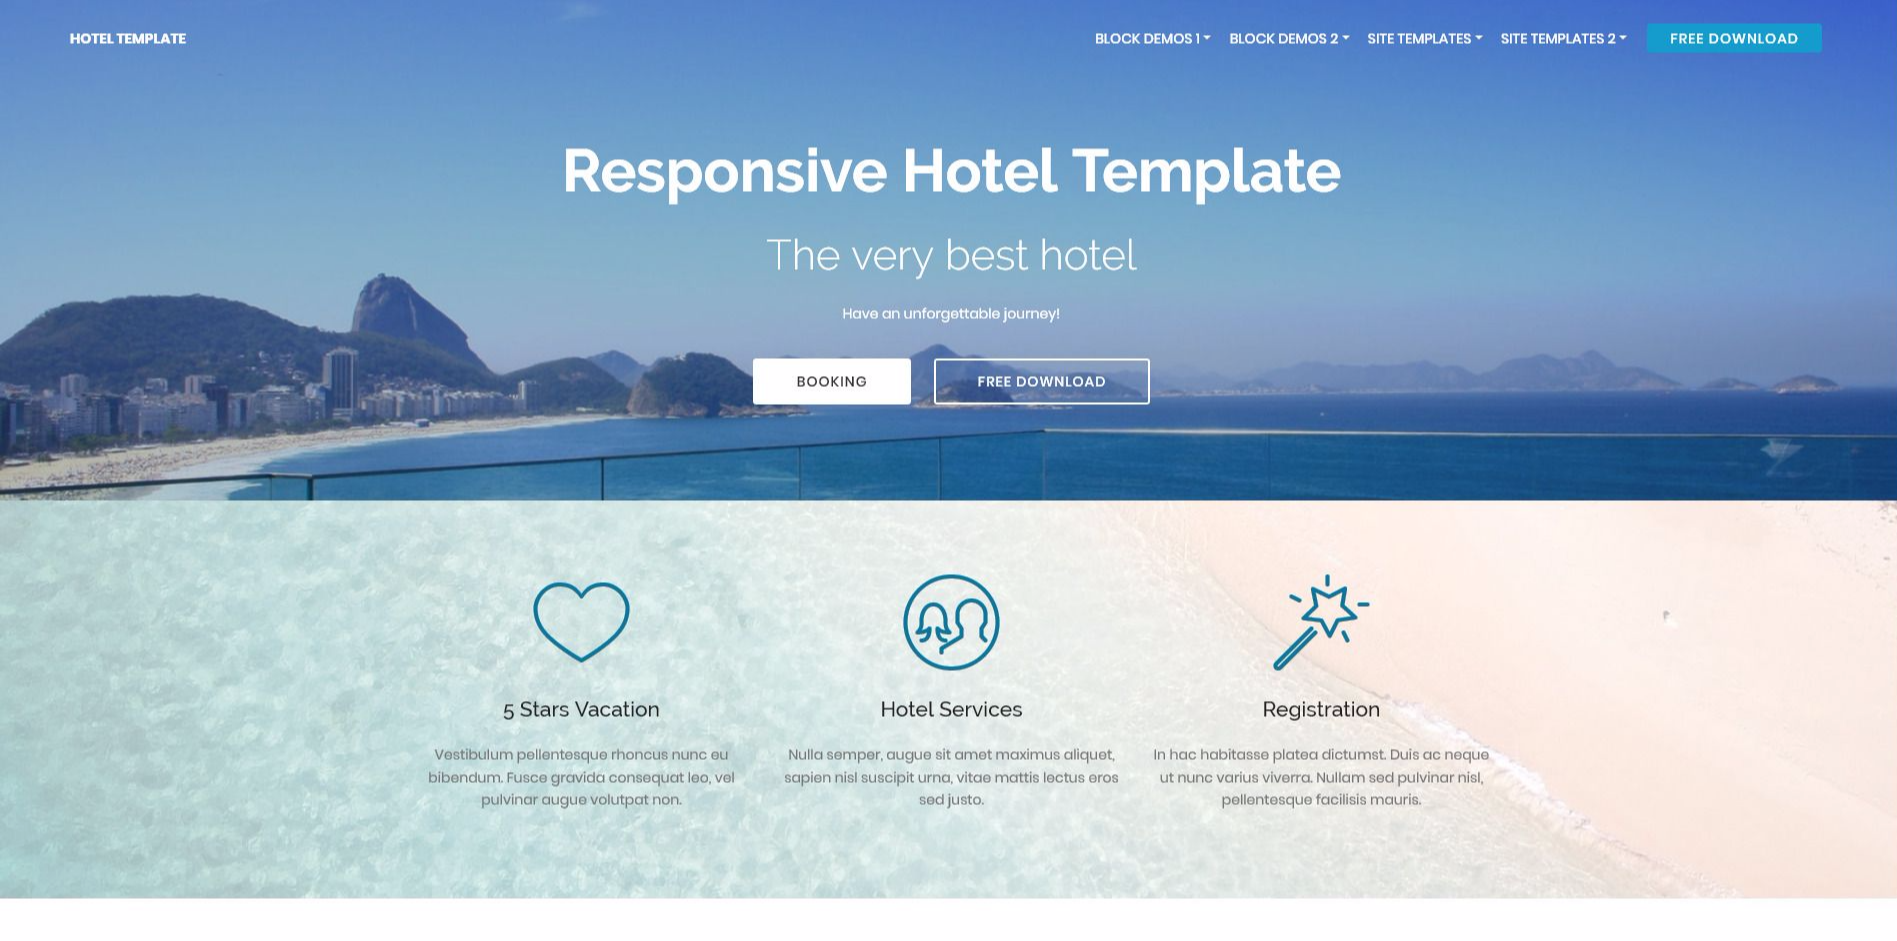 HOTEL TEMPLATE
BLOCK DEMOS 1
BLOCK DEMOS 2
SITE TEMPLATES
SITE TEMPLATES 2
FREE DOWNLOAD
Responsive Hotel Template
The very best hotel
Have an unforgettable journey!
BOOKING
FREE DOWNLOAD
5 Stars Vacation
Vestibulum pellentesque rhoncus nunc eu
bibendum. Fusce gravida consequat leo, vel
pulvinar augue volutpat non.
Hotel Services
Nulla semper, augue sit amet maximus aliquet,
sapien nisl suscipit urna, vitae mattis lectus eros
sed justo.
Registration
In hac habitasse platea dictumst. Duis ac neque
ut nunc varius viverra. Nullam sed pulvinar nisl,
pellentesque facilisis mauris.